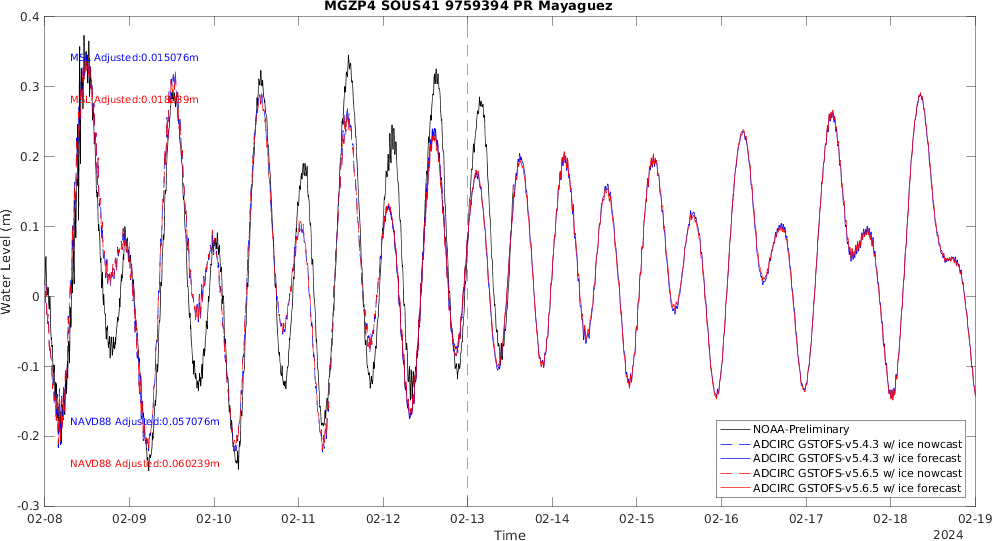 MGZP4 SOUS41 9759394 PR Mayaguez
0.4
0.3
0.2
0.1
0
-0.1
-0.2
-0.3
Water Level (m)
MSL Adjusted:0.015076m
MSL Adjusted:0.018239m
NAVD88 Adjusted:0.057076m
NAVD88 Adjusted:0.060239m
NOAA-Preliminary
ADCIRC GSTOFS-v5.4.3 w/ ice nowcast
ADCIRC GSTOFS-v5.4.3 w/ ice forecast
ADCIRC GSTOFS-v5.6.5 w/ ice nowcast
ADCIRC GSTOFS-v5.6.5 w/ ice forecast
02-08 02-09 02-10 02-11 02-12 02-13 02-14 02-15 02-16 02-17 02-18 02-19
Time
2024